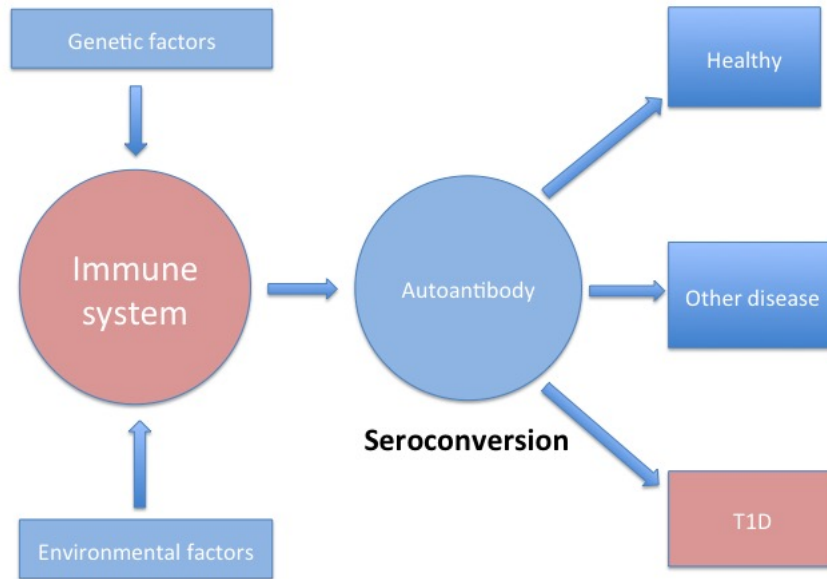 Genetic factors
Healthy
Immune
system
Autoantibody
Other disease
Seroconversion
T1D
Environmental factors